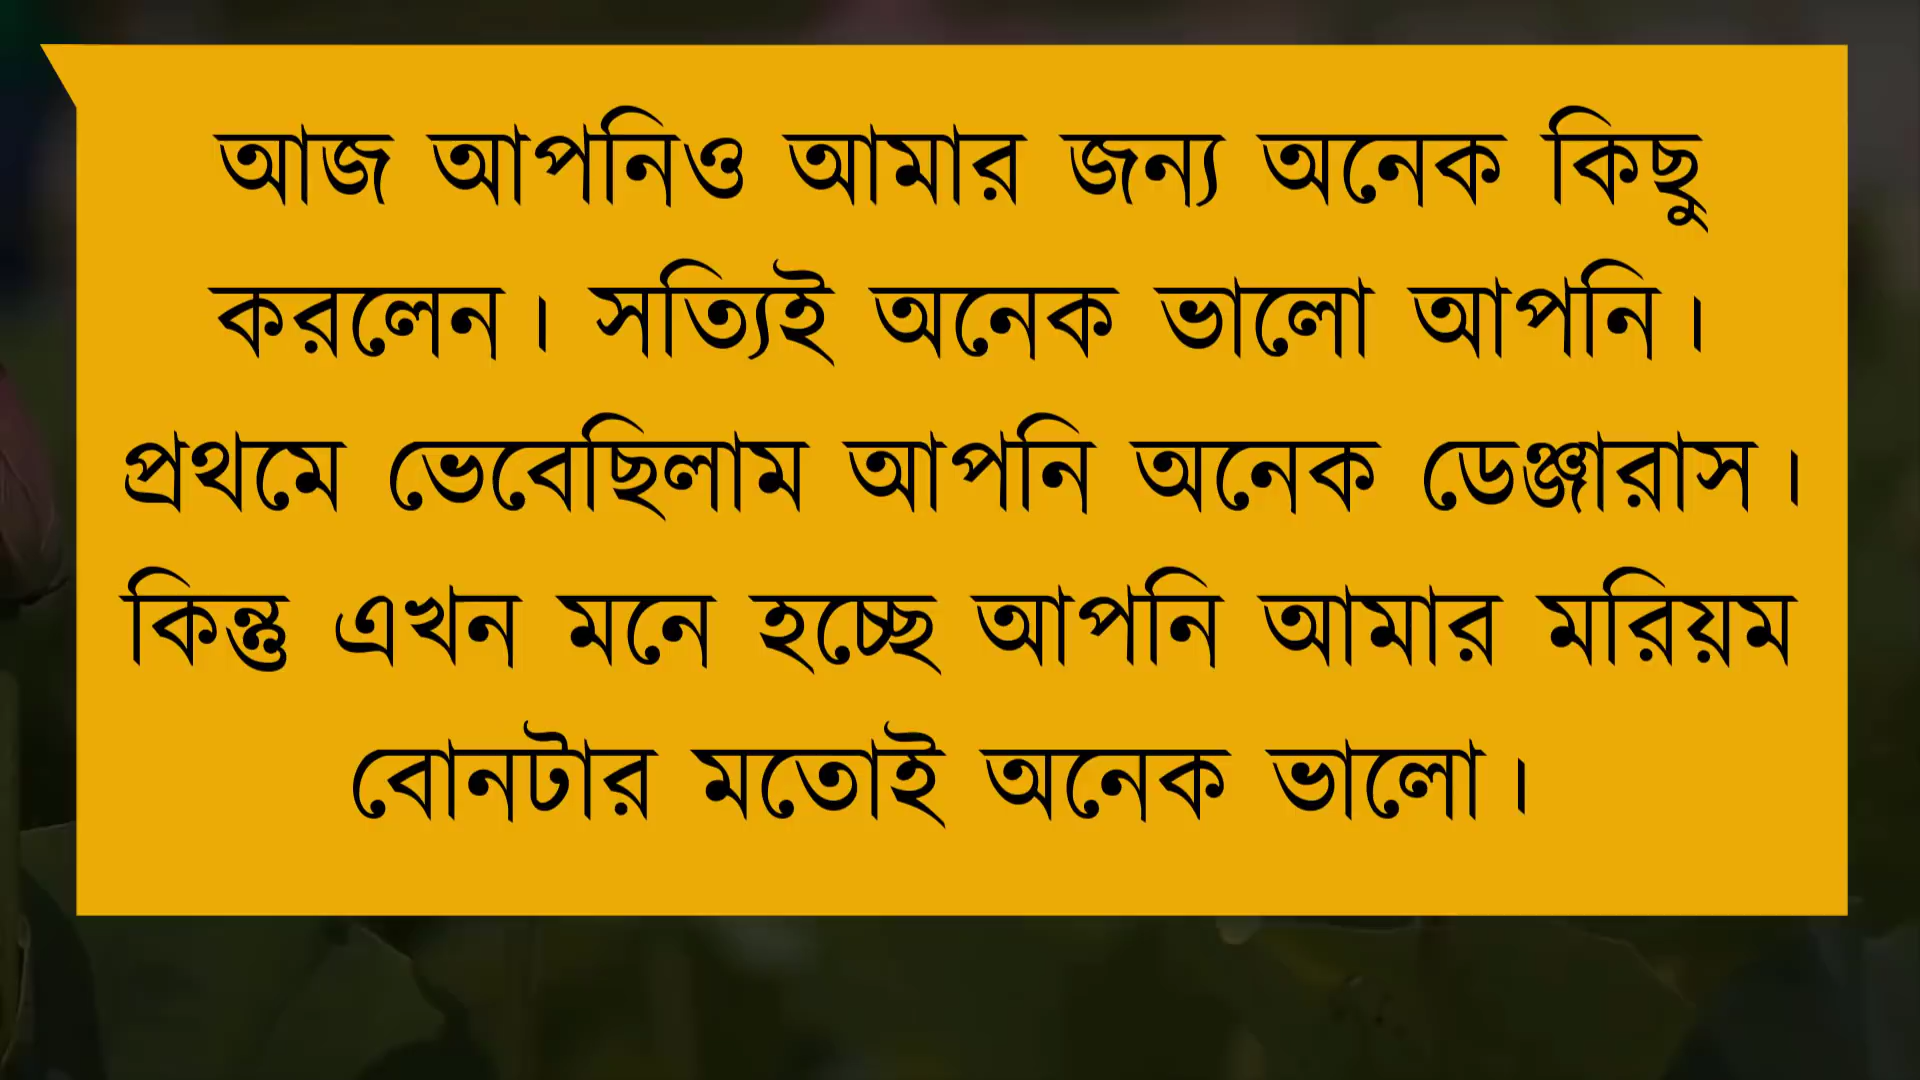 আজ আপনিও আমার জন্য অনেক কিছু
করলেন। সত্যিই অনেক ভালো আপনি।
প্রথমে ভেবেছিলাম আপনি অনেক ডেঞ্জারাস।
কিন্তু এখন মনে হচ্ছে আপনি আমার মরিয়ম
বোনটার মতোই অনেক ভালো।